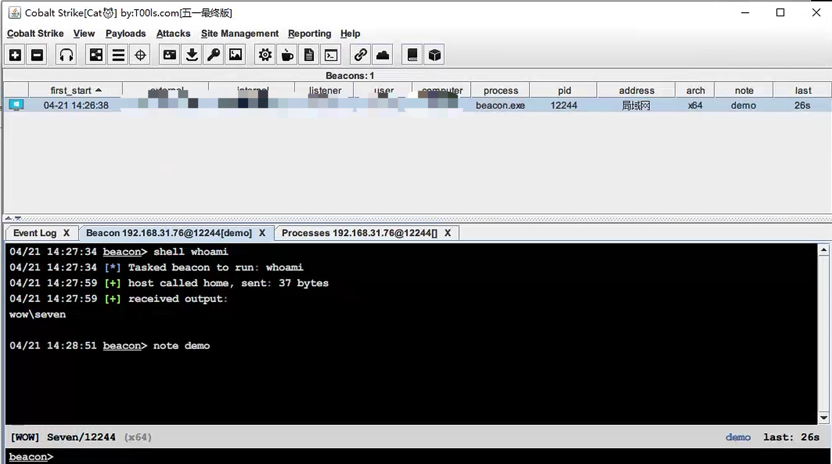 Cobalt Strike[Cat] by:T00ls.com[五一最终版]
Cobalt Strike View Payloads Attacks Site Management Reporting Help
Beacons: 1
first_start external internal listener user computer process pid address arch note last
04-21 14:26:38 beacon.exe 12244 局域网 x64 demo 26s
Event Log X Beacon 192.168.31.76@12244[demo] X Processes 192.168.31.76@12244[] X
04/21 14:27:34 beacon> shell whoami
04/21 14:27:34 [*] Tasked beacon to run: whoami
04/21 14:27:59 [+] host called home, sent: 37 bytes
04/21 14:27:59 [+] received output:
wow\seven
04/21 14:28:51 beacon> note demo
[WOW] Seven/12244 (x64) demo last: 26s
beacon>